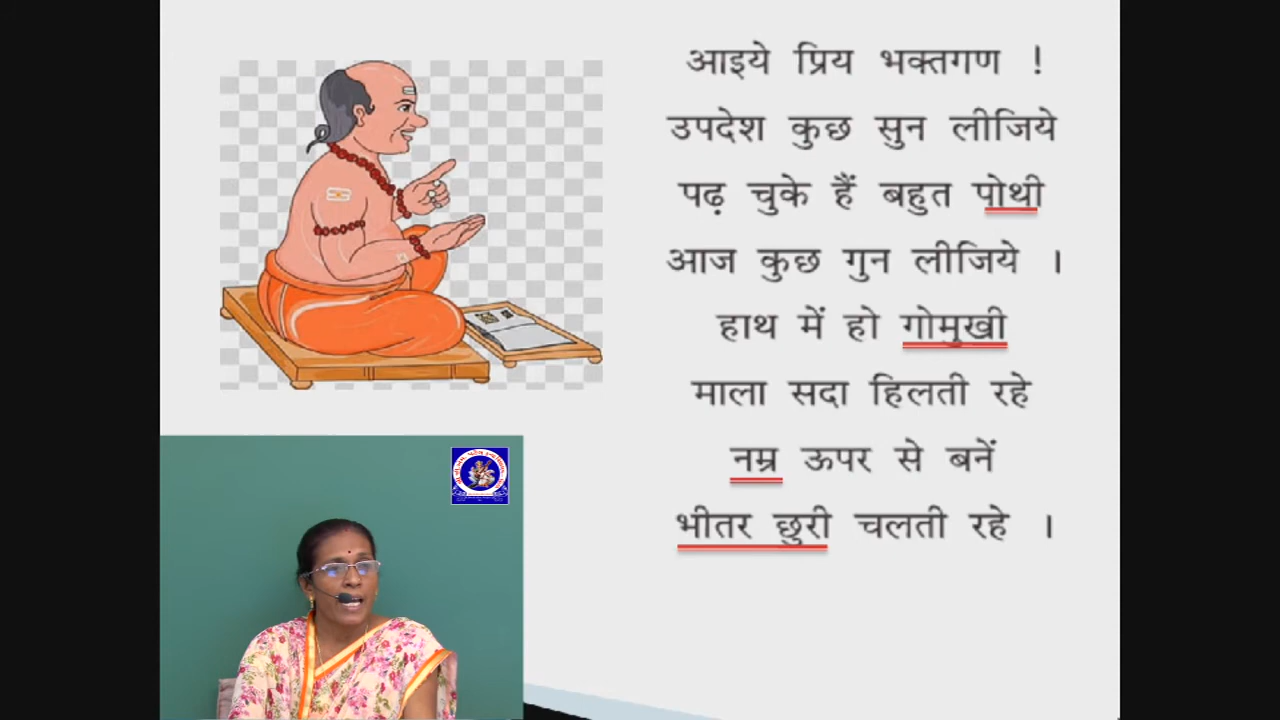 आइये प्रिय भक्तगण !
उपदेश कुछ सुन लीजिये
पढ़ चुके हैं बहुत पोथी
आज कुछ गुन लीजिये ।
हाथ में हो गोमुखी
माला सदा हिलती रहे
नम्र ऊपर से बनें
भीतर छुरी चलती रहे ।